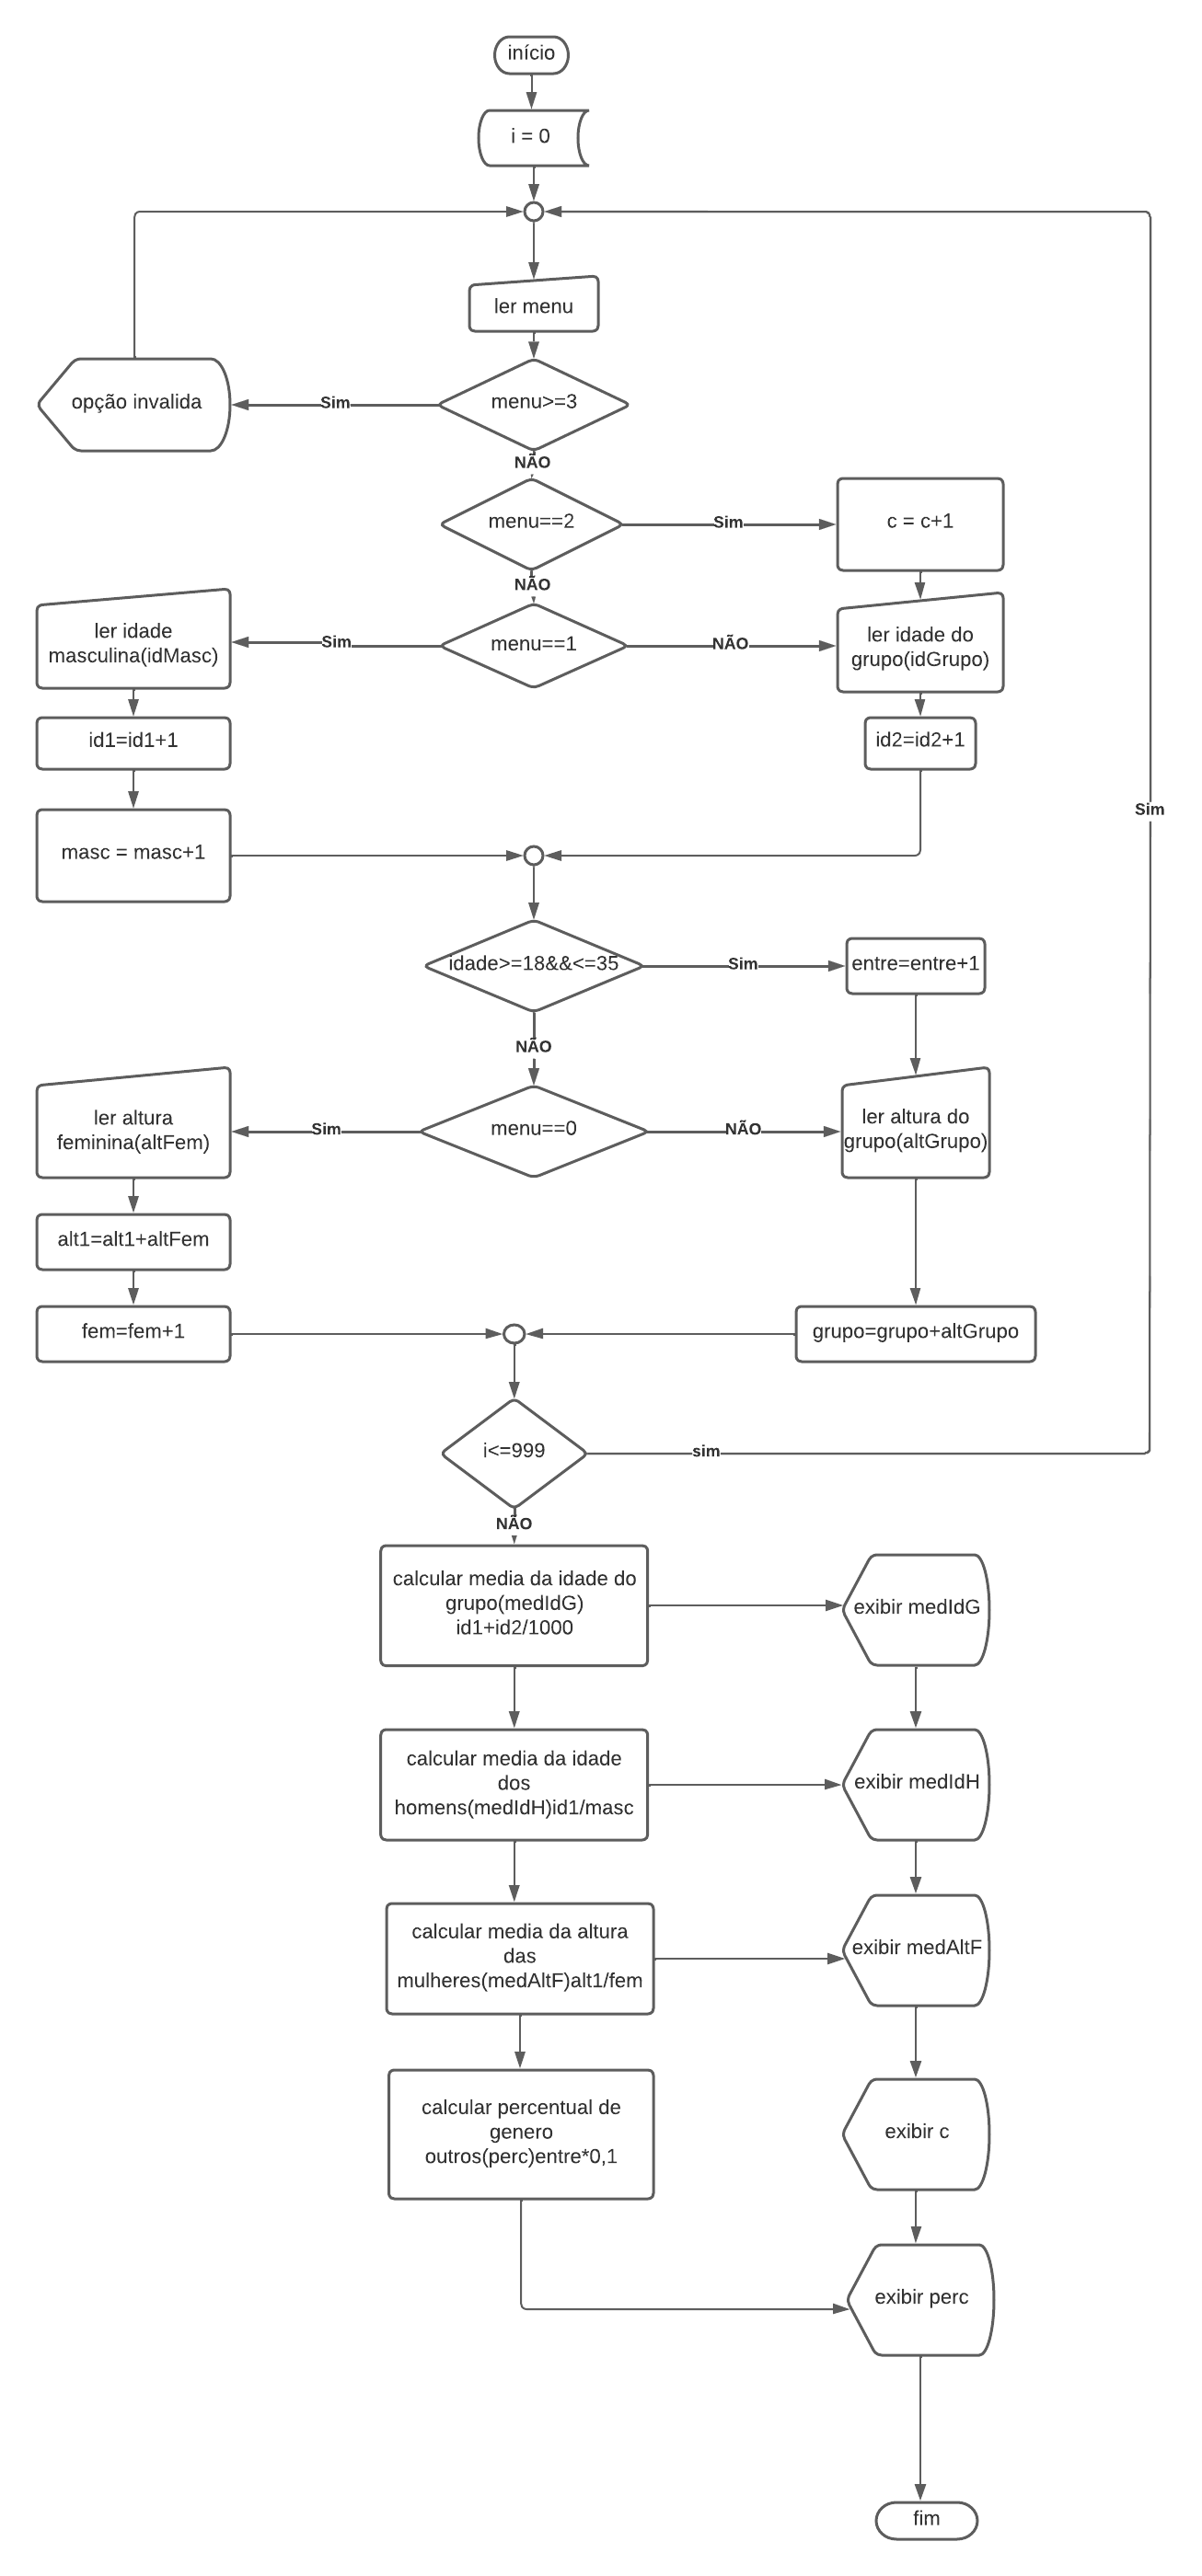 início
i = 0
ler menu
menu>=3
Sim
opção invalida
NÃO
menu==2
Sim
c = c+1
NÃO
menu==1
Sim
ler idade
masculina(idMasc)
NÃO
ler idade do
grupo(idGrupo)
id1=id1+1
id2=id2+1
masc = masc+1
Sim
idade>=18&&<=35
Sim
entre=entre+1
NÃO
menu==0
Sim
ler altura
feminina(altFem)
NÃO
ler altura do
grupo(altGrupo)
alt1=alt1+altFem
fem=fem+1
grupo=grupo+altGrupo
i<=999
sim
NÃO
calcular media da idade do
grupo(medIdG)
id1+id2/1000
exibir medIdG
calcular media da idade
dos
homens(medIdH)id1/masc
exibir medIdH
calcular media da altura
das
mulheres(medAltF)alt1/fem
exibir medAltF
calcular percentual de
genero
outros(perc)entre*0,1
exibir c
exibir perc
fim